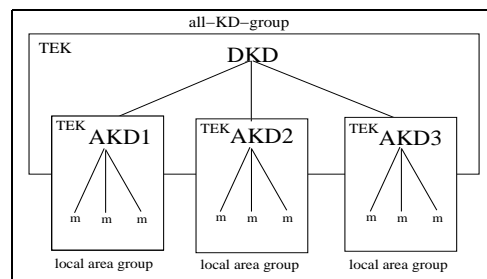 all−KD−group
TEK
DKD
TEK AKD1
TEK AKD2
TEK AKD3
m m m
m m m
m m m
local area group
local area group
local area group